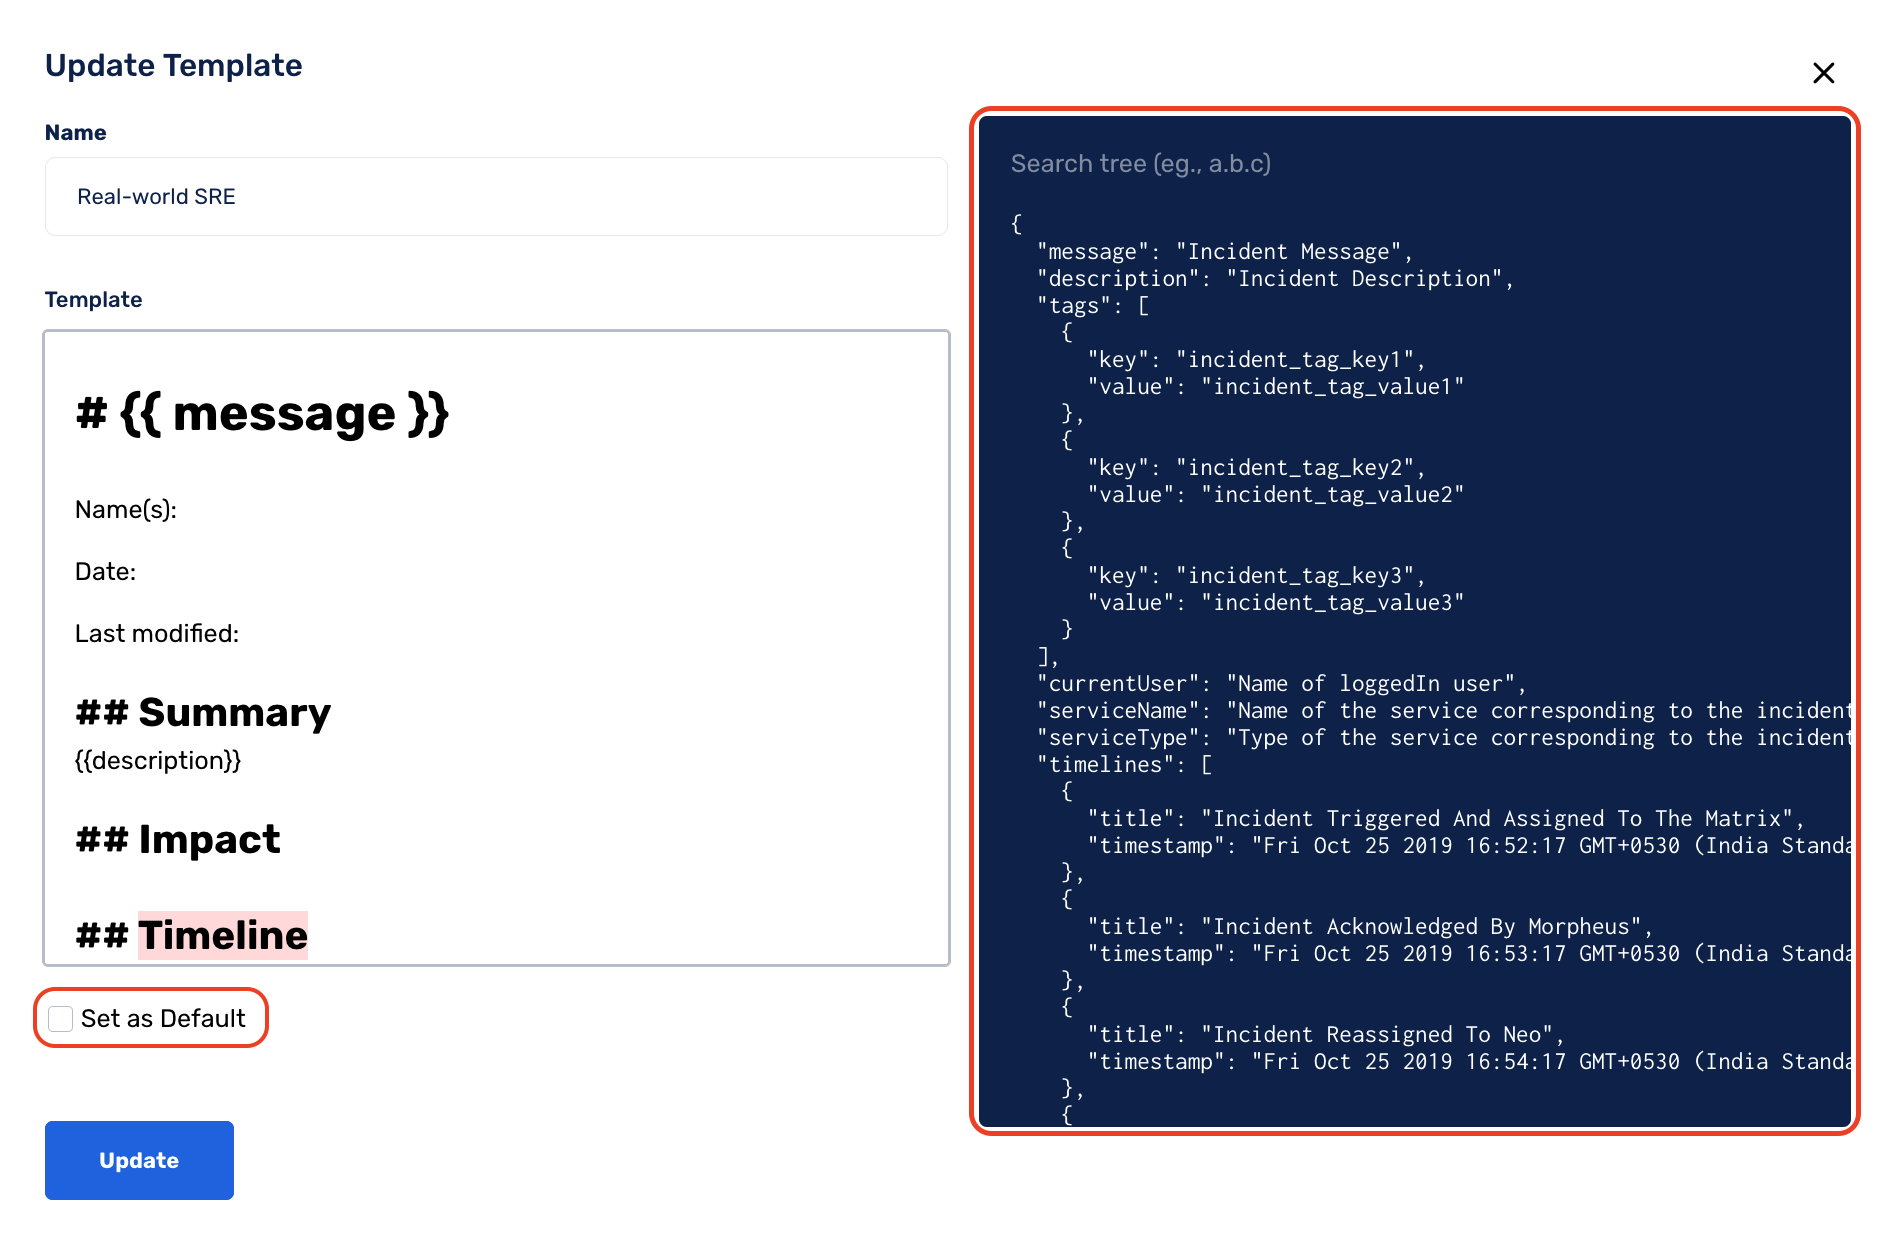 Update Template
Name
Real-world SRE
Template
# {{ message }}
Name(s):
Date:
Last modified:
## Summary
{{description}}
## Impact
## Timeline
Set as Default
Update
Search tree (eg., a.b.c)
{
"message": "Incident Message",
"description": "Incident Description",
"tags": [
{
"key": "incident_tag_key1",
"value": "incident_tag_value1"
},
{
"key": "incident_tag_key2",
"value": "incident_tag_value2"
},
{
"key": "incident_tag_key3",
"value": "incident_tag_value3"
}
],
"currentUser": "Name of loggedIn user",
"serviceName": "Name of the service corresponding to the incident
"serviceType": "Type of the service corresponding to the incident
"timelines": [
{
"title": "Incident Triggered And Assigned To The Matrix",
"timestamp": "Fri Oct 25 2019 16:52:17 GMT+0530 (India Standa
},
{
"title": "Incident Acknowledged By Morpheus",
"timestamp": "Fri Oct 25 2019 16:53:17 GMT+0530 (India Standa
},
{
"title": "Incident Reassigned To Neo",
"timestamp": "Fri Oct 25 2019 16:54:17 GMT+0530 (India Standa
},
{